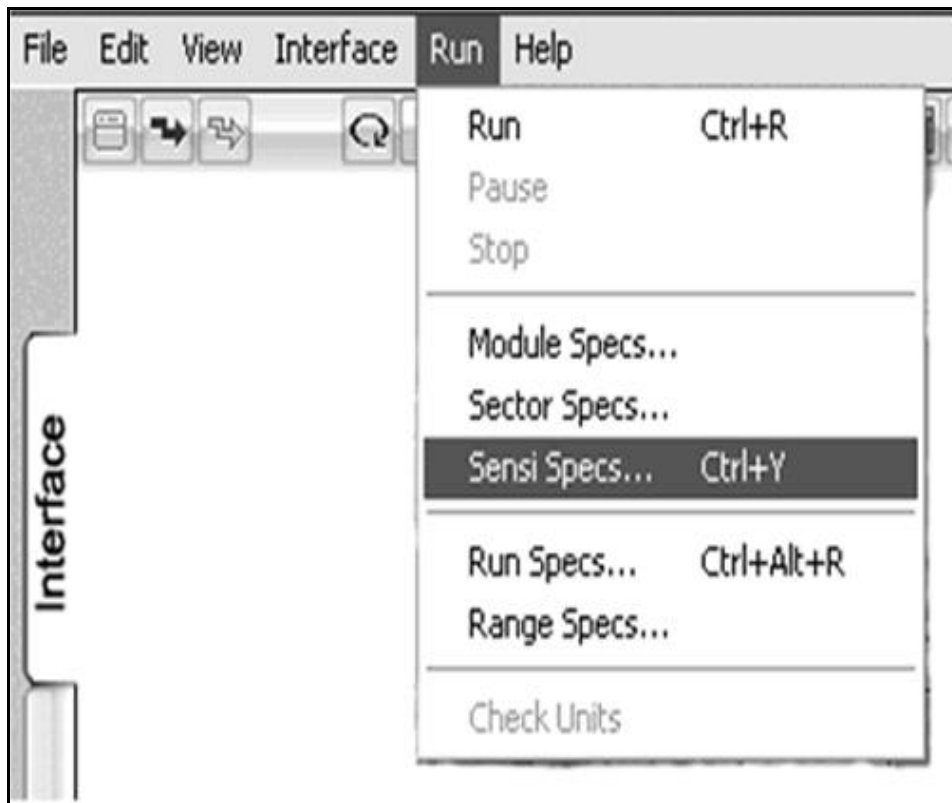 File Edit View Interface Run Help
Run Ctrl+R
Pause
Stop
Module Specs...
Sector Specs...
Sensi Specs... Ctrl+Y
Run Specs... Ctrl+Alt+R
Range Specs...
Check Units
Interface